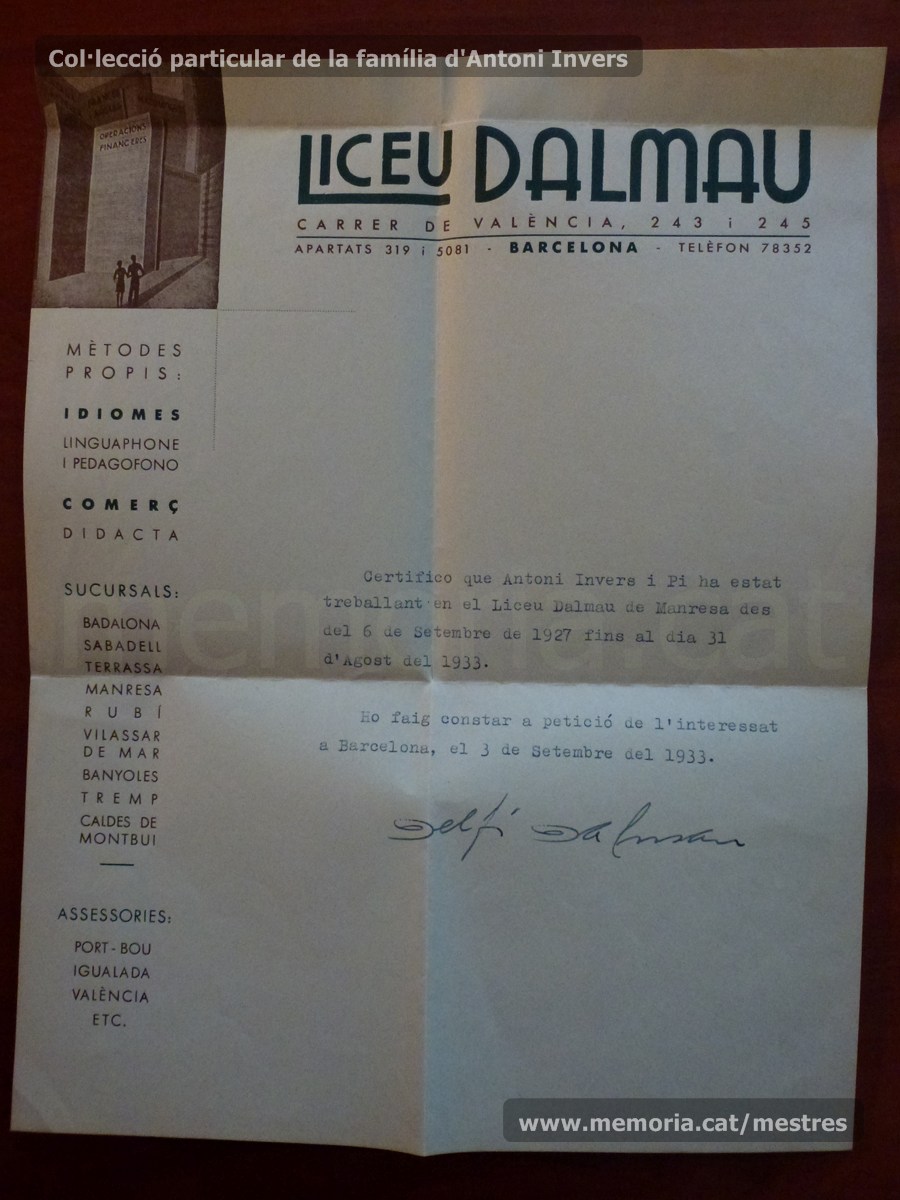 Col·lecció particular de la família d'Antoni Invers
OPERACIONS
FINANCERES
LICEU DALMAU
CARRER DE VALÈNCIA, 243 i 245
APARTATS 319 i 5081 - BARCELONA - TELÈFON 78352
MÈTODES
PROPIS:
IDIOMES
LINGUAPHONE
I PEDAGOFONO
COMERÇ
DIDACTA
SUCURSALS:
BADALONA
SABADELL
TERRASSA
MANRESA
RUBÍ
VILASSAR
DE MAR
BANYOLES
TREMP
CALDES DE
MONTBUI
ASSESSORIES:
PORT-BOU
IGUALADA
VALÈNCIA
ETC.
Certifico que Antoni Invers i Pi ha estat
treballant en el Liceu Dalmau de Manresa des
del 6 de Setembre de 1927 fins al dia 31
d'Agost del 1933.
Ho faig constar a petició de l'interessat
a Barcelona, el 3 de Setembre del 1933.
Delfí Dalmau
www.memoria.cat/mestres